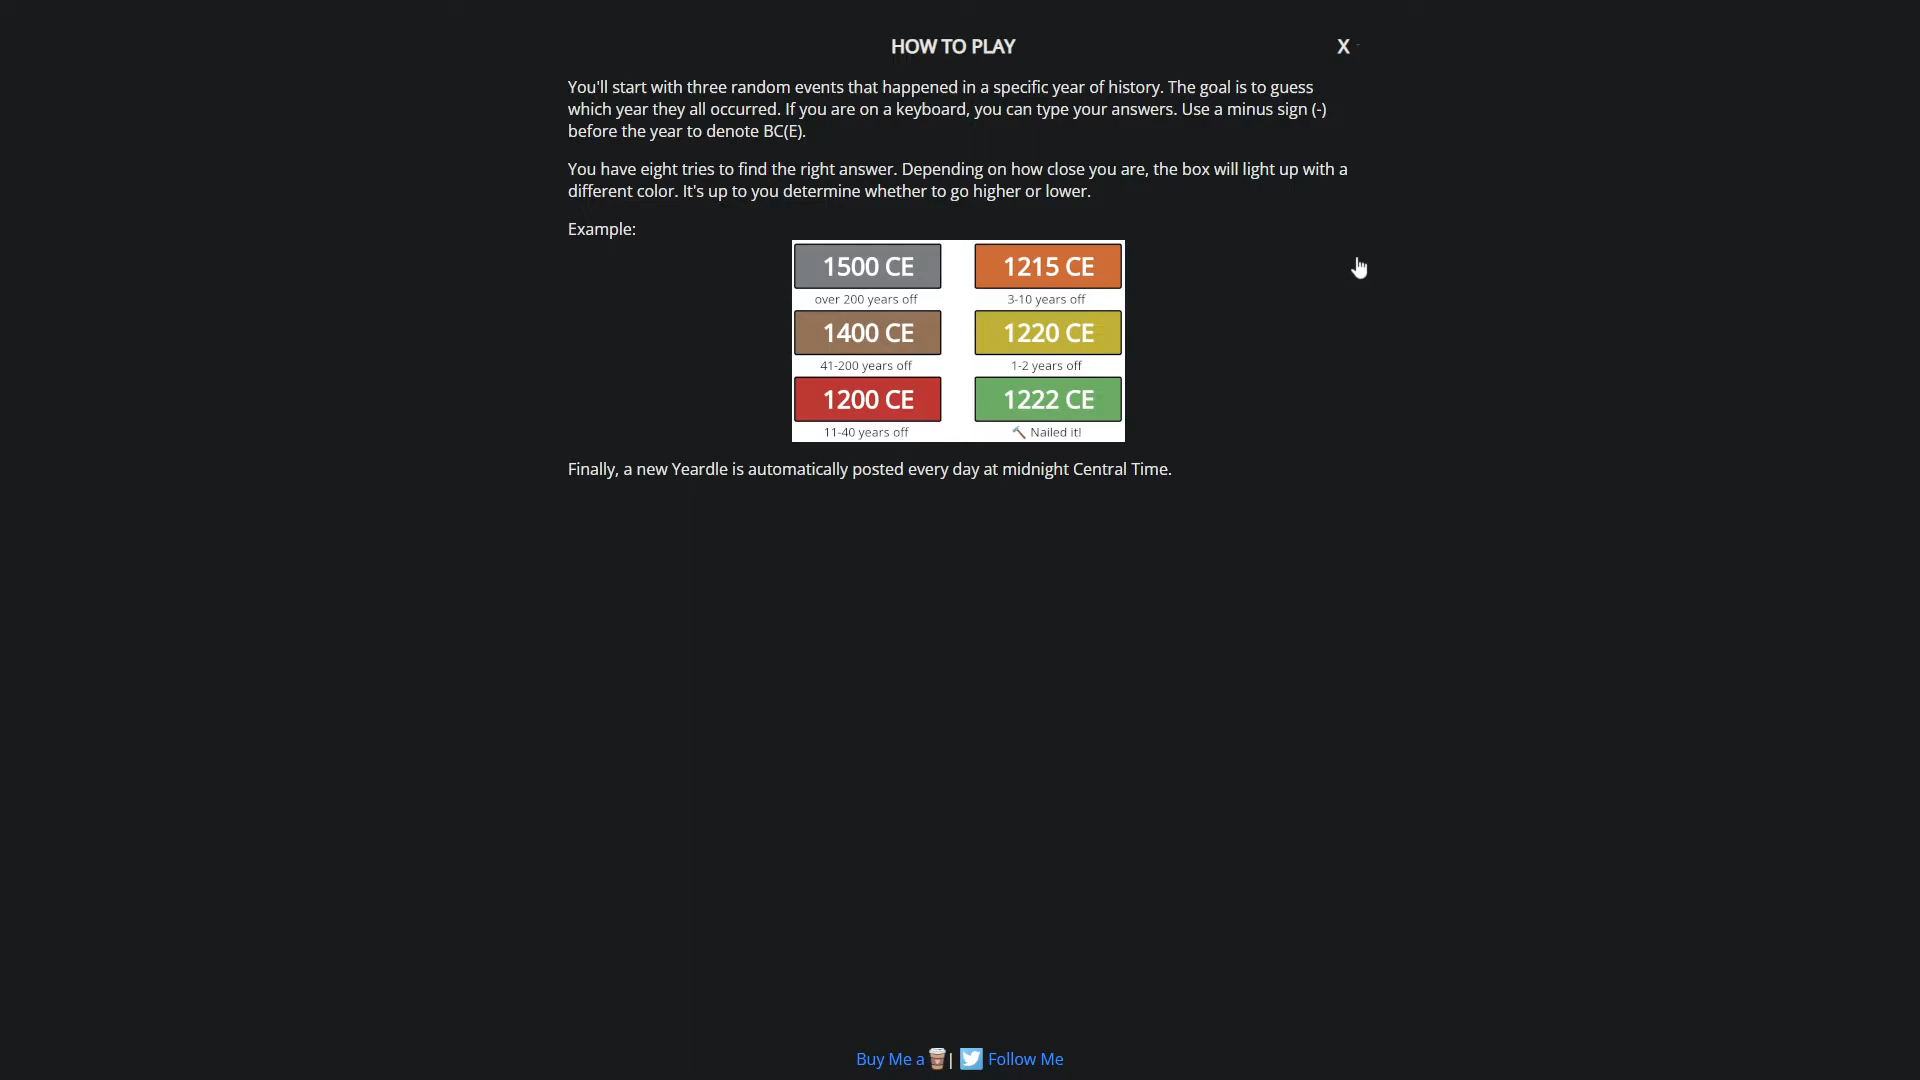 HOW TO PLAY
X
You'll start with three random events that happened in a specific year of history. The goal is to guess
which year they all occurred. If you are on a keyboard, you can type your answers. Use a minus sign (-)
before the year to denote BC(E).
You have eight tries to find the right answer. Depending on how close you are, the box will light up with a
different color. It's up to you determine whether to go higher or lower.
Example:
1500 CE
over 200 years off
1400 CE
41-200 years off
1200 CE
11-40 years off
1215 CE
3-10 years off
1220 CE
1-2 years off
1222 CE
🔨 Nailed it!
Finally, a new Yeardle is automatically posted every day at midnight Central Time.
Buy Me a | Follow Me